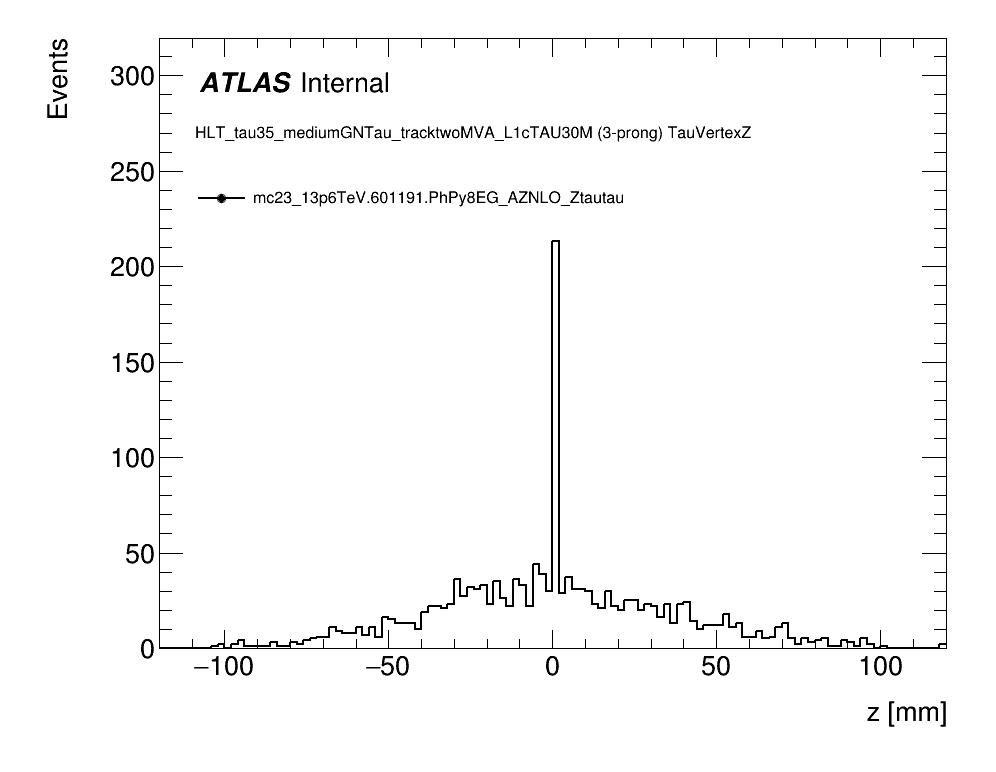 Events
300
250
200
150
100
50
0
ATLAS Internal
HLT_tau35_mediumGNTau_tracktwoMVA_L1cTAU30M (3-prong) TauVertexZ
mc23_13p6TeV.601191.PhPy8EG_AZNLO_Ztautau
−100 −50 0 50 100
z [mm]